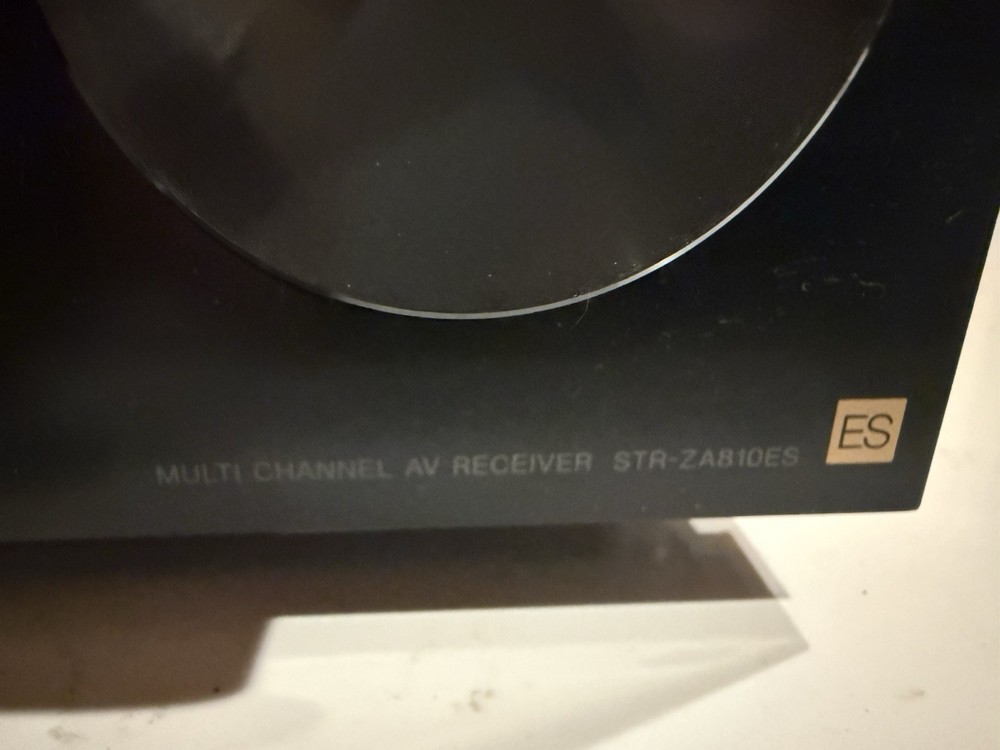 MULTI CHANNEL AV RECEIVER STR-ZA810ES
ES